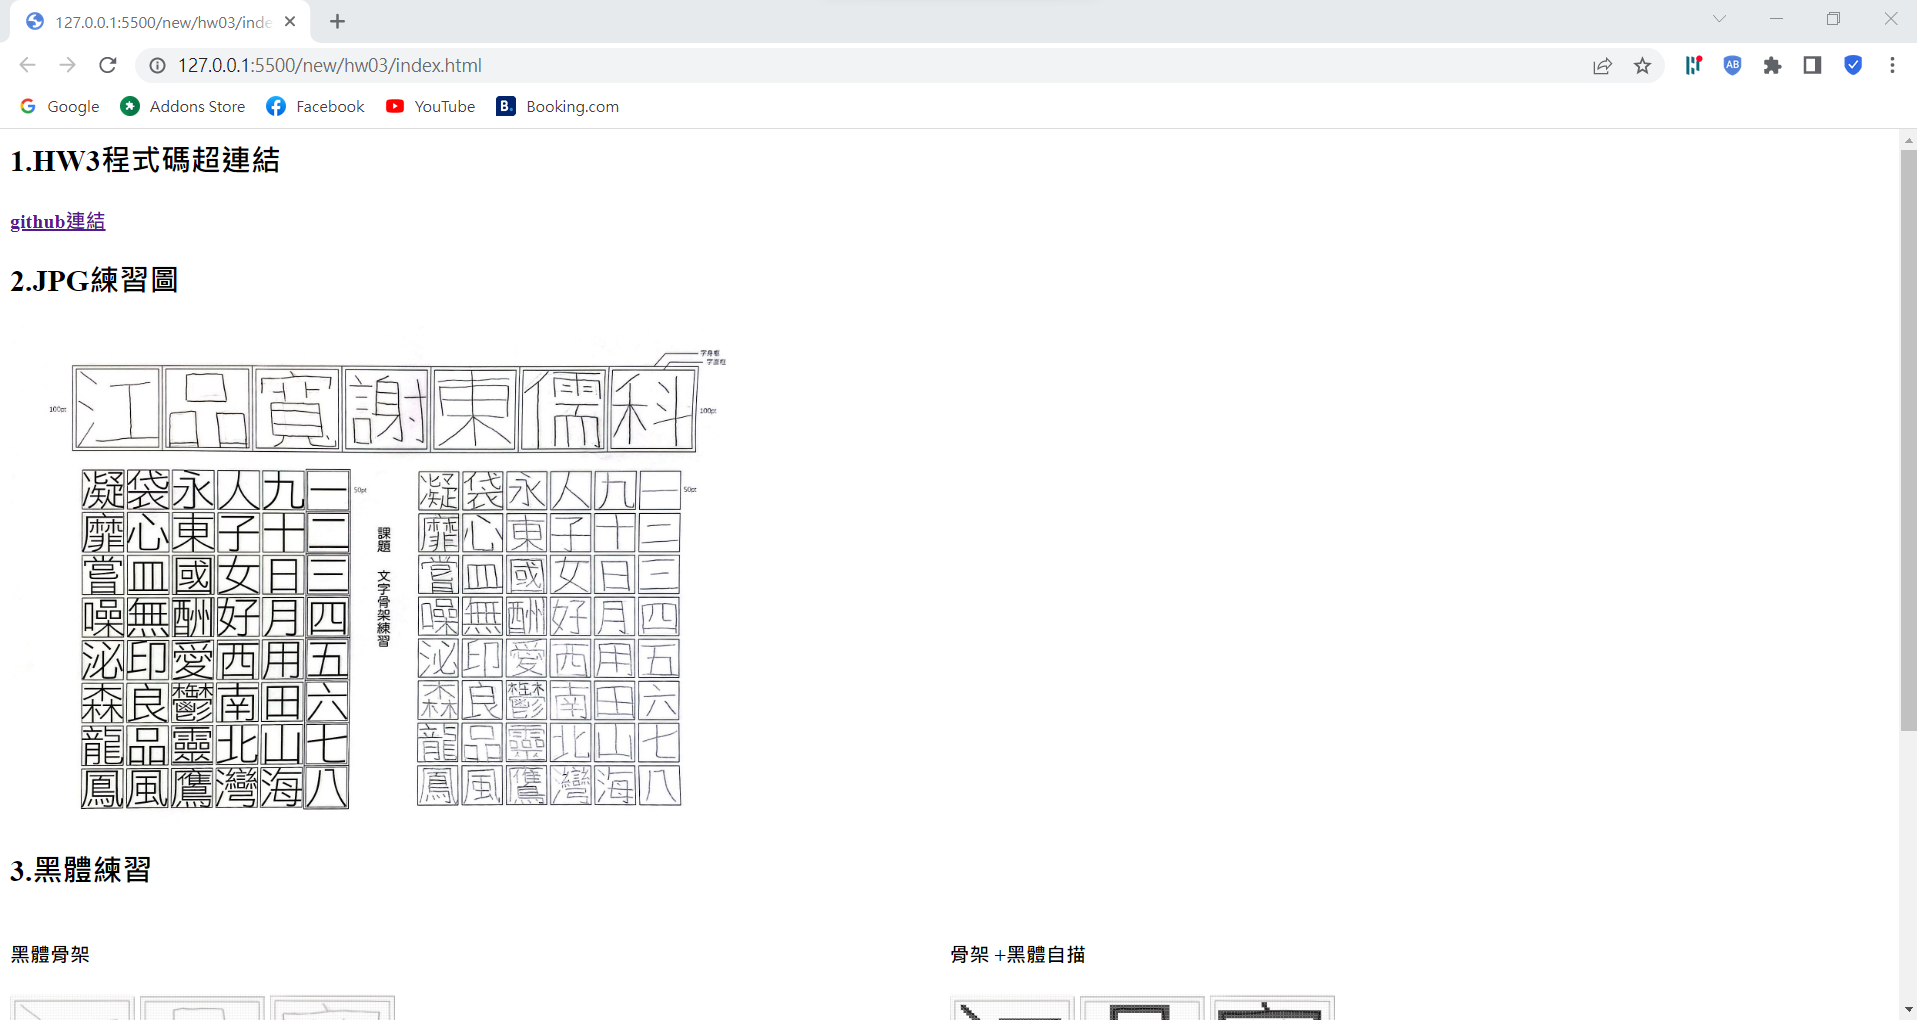 127.0.0.1:5500/new/hw03/inde
127.0.0.1:5500/new/hw03/index.html
Google Addons Store Facebook YouTube Booking.com
1.HW3程式碼超連結
github連結
2.JPG練習圖
字身框
字面框
100pt 江品寬謝東儒科 100pt
凝袋永人九一 50pt
靡心東子十二
嘗皿國女日三
噪無酬好月四
泌印愛西用五
森良鬱南田六
龍品靈北山七
鳳風鷹灣海八
課題 文字骨架練習
凝袋永人九一 50pt
靡心東子十二
嘗皿國女日三
噪無酬好月四
泌印愛西用五
森良鬱南田六
龍品靈北山七
鳳風鷹灣海八
3.黑體練習
黑體骨架
骨架 +黑體自描